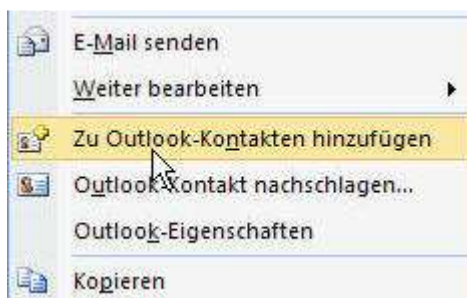 E-Mail senden
Weiter bearbeiten
Zu Outlook-Kontakten hinzufügen
Outlook-Kontakt nachschlagen...
Outlook-Eigenschaften
Kopieren